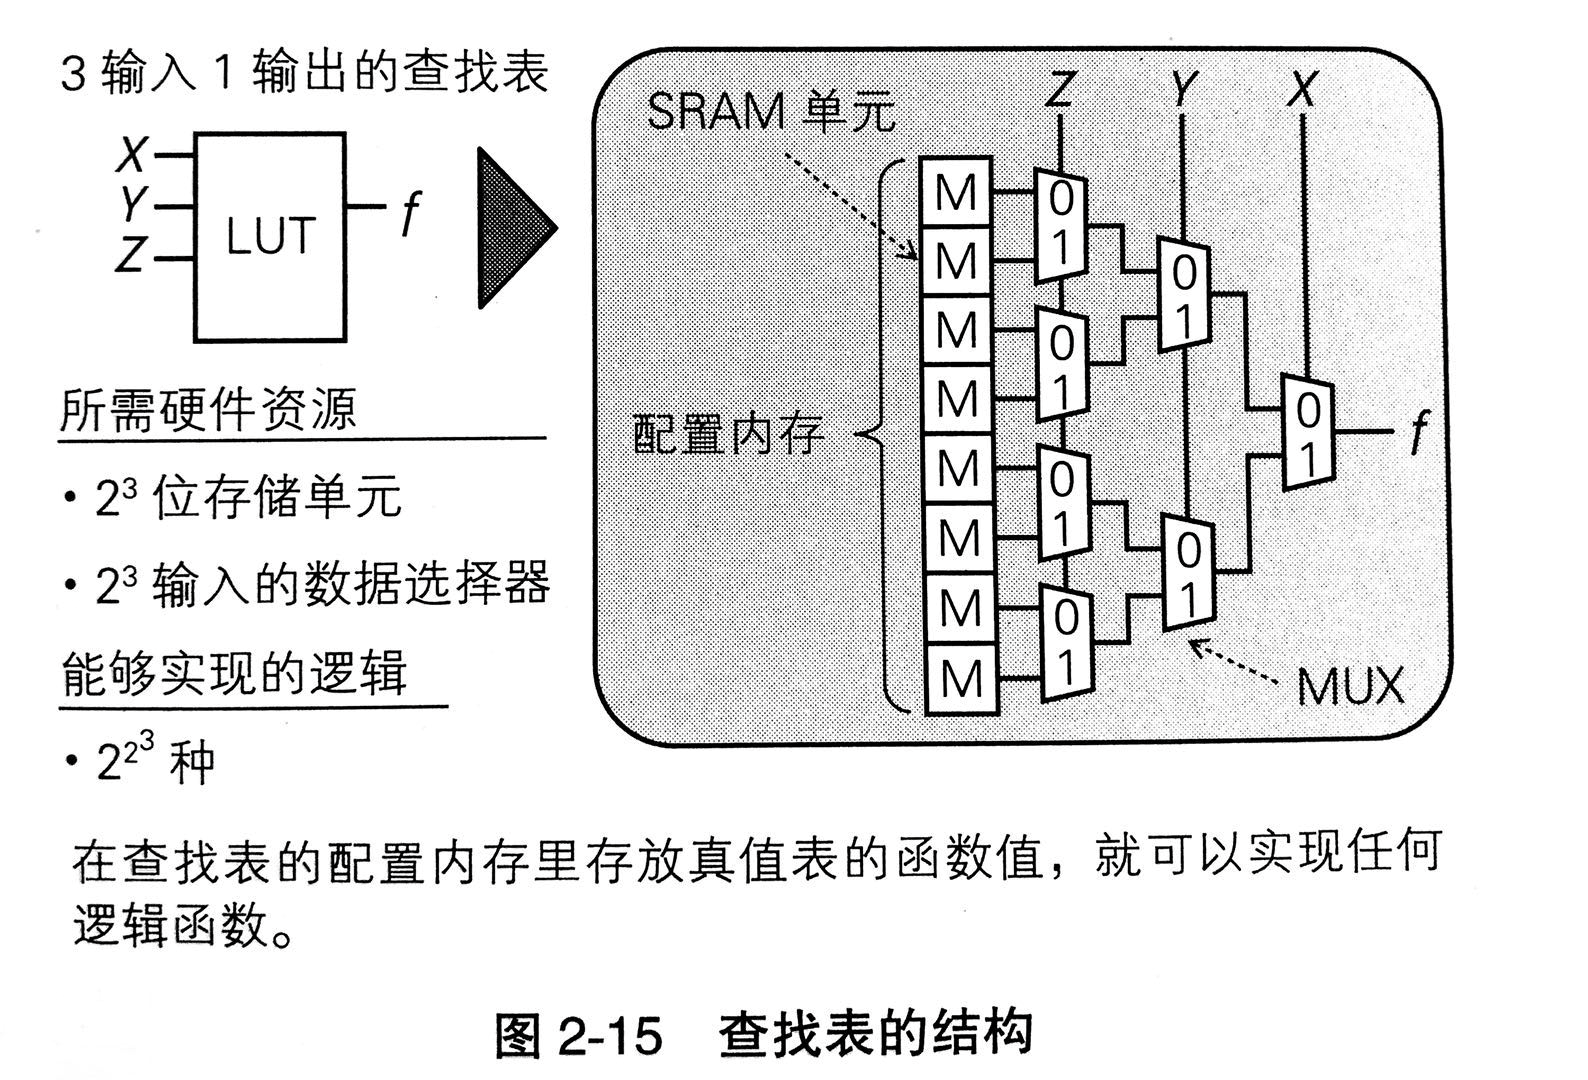 3 输入 1 输出的查找表
X
Y
Z
LUT
f
所需硬件资源
• 2³ 位存储单元
• 2³ 输入的数据选择器
能够实现的逻辑
• 2^2^3 种
SRAM 单元
配置内存
Z Y X
M
M
M
M
M
M
M
M
0
1
0
1
0
1
0
1
0
1
0
1
0
1
f
MUX
在查找表的配置内存里存放真值表的函数值，就可以实现任何
逻辑函数。
图 2-15 查找表的结构